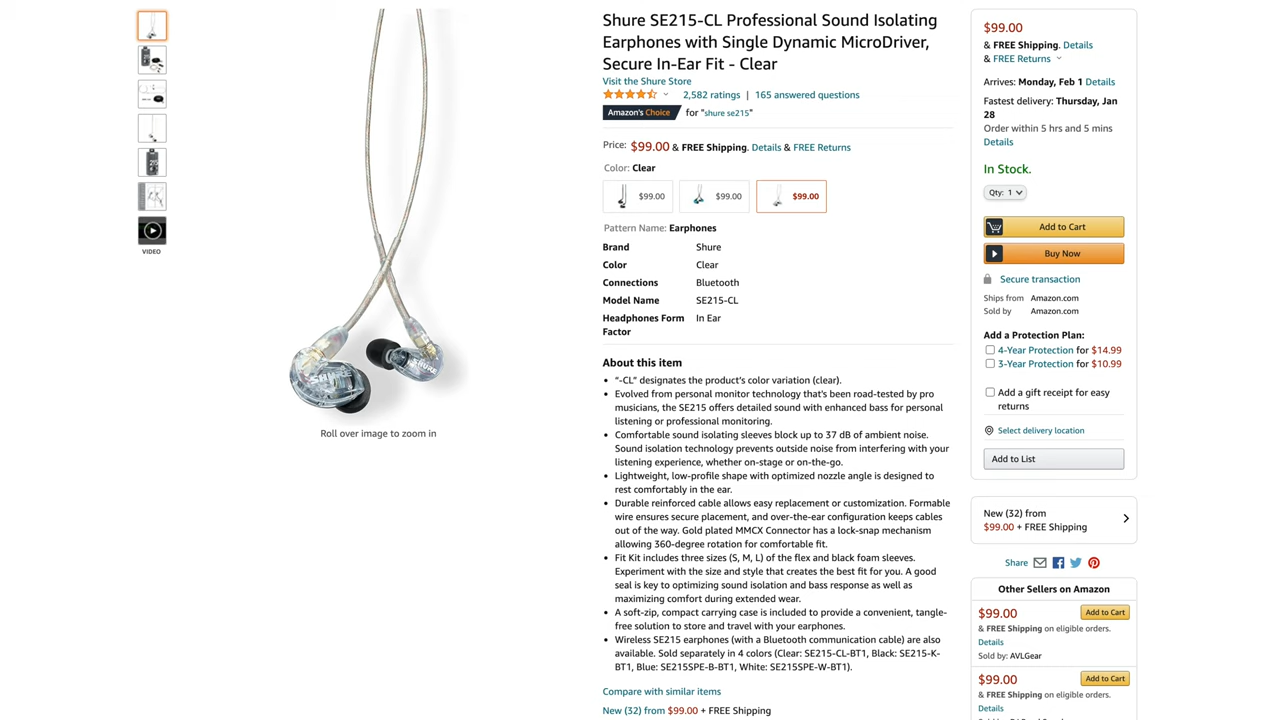 VIDEO
SHURE
SHURE
Roll over image to zoom in
Shure SE215-CL Professional Sound Isolating
Earphones with Single Dynamic MicroDriver,
Secure In-Ear Fit - Clear
Visit the Shure Store
2,582 ratings | 165 answered questions
Amazon's Choice for "shure se215"
Price: $99.00 & FREE Shipping. Details & FREE Returns
Color: Clear
$99.00 $99.00 $99.00
Pattern Name: Earphones
Brand Shure
Color Clear
Connections Bluetooth
Model Name SE215-CL
Headphones Form In Ear
Factor
About this item
• “-CL” designates the product's color variation (clear).
• Evolved from personal monitor technology that's been road-tested by pro
musicians, the SE215 offers detailed sound with enhanced bass for personal
listening or professional monitoring.
• Comfortable sound isolating sleeves block up to 37 dB of ambient noise.
Sound isolation technology prevents outside noise from interfering with your
listening experience, whether on-stage or on-the-go.
• Lightweight, low-profile shape with optimized nozzle angle is designed to
rest comfortably in the ear.
• Durable reinforced cable allows easy replacement or customization. Formable
wire ensures secure placement, and over-the-ear configuration keeps cables
out of the way. Gold plated MMCX Connector has a lock-snap mechanism
allowing 360-degree rotation for comfortable fit.
• Fit Kit includes three sizes (S, M, L) of the flex and black foam sleeves.
Experiment with the size and style that creates the best fit for you. A good
seal is key to optimizing sound isolation and bass response as well as
maximizing comfort during extended wear.
• A soft-zip, compact carrying case is included to provide a convenient, tangle-
free solution to store and travel with your earphones.
• Wireless SE215 earphones (with a Bluetooth communication cable) are also
available. Sold separately in 4 colors (Clear: SE215-CL-BT1, Black: SE215-K-
BT1, Blue: SE215SPE-B-BT1, White: SE215SPE-W-BT1).
Compare with similar items
New (32) from $99.00 + FREE Shipping
$99.00
& FREE Shipping. Details
& FREE Returns
Arrives: Monday, Feb 1 Details
Fastest delivery: Thursday, Jan
28
Order within 5 hrs and 5 mins
Details
In Stock.
Qty: 1
Add to Cart
Buy Now
Secure transaction
Ships from Amazon.com
Sold by Amazon.com
Add a Protection Plan:
4-Year Protection for $14.99
3-Year Protection for $10.99
Add a gift receipt for easy
returns
Select delivery location
Add to List
New (32) from
$99.00 + FREE Shipping
Share
Other Sellers on Amazon
$99.00 Add to Cart
& FREE Shipping on eligible orders.
Details
Sold by: AVLGear
$99.00 Add to Cart
& FREE Shipping on eligible orders.
Details